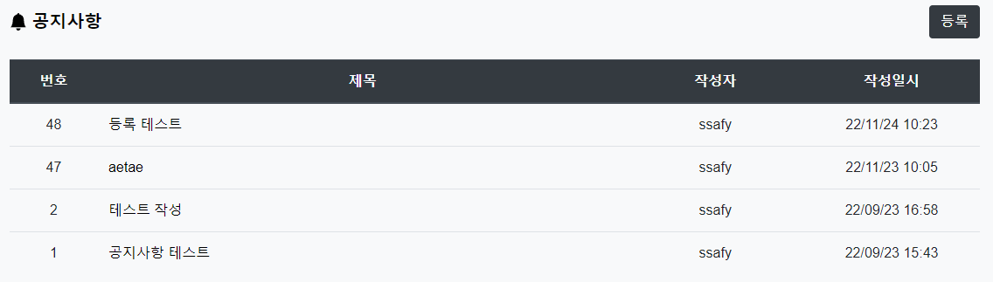 공지사항 등록
번호 제목 작성자 작성일시
48 등록 테스트 ssafy 22/11/24 10:23
47 aetae ssafy 22/11/23 10:05
2 테스트 작성 ssafy 22/09/23 16:58
1 공지사항 테스트 ssafy 22/09/23 15:43